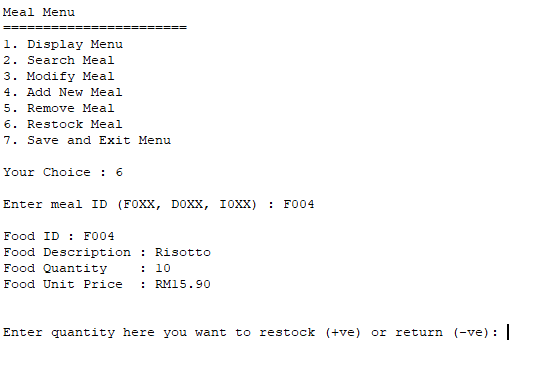 Meal Menu
=======================
1. Display Menu
2. Search Meal
3. Modify Meal
4. Add New Meal
5. Remove Meal
6. Restock Meal
7. Save and Exit Menu
Your Choice : 6
Enter meal ID (F0XX, D0XX, I0XX) : F004
Food ID : F004
Food Description : Risotto
Food Quantity    : 10
Food Unit Price  : RM15.90
Enter quantity here you want to restock (+ve) or return (-ve):